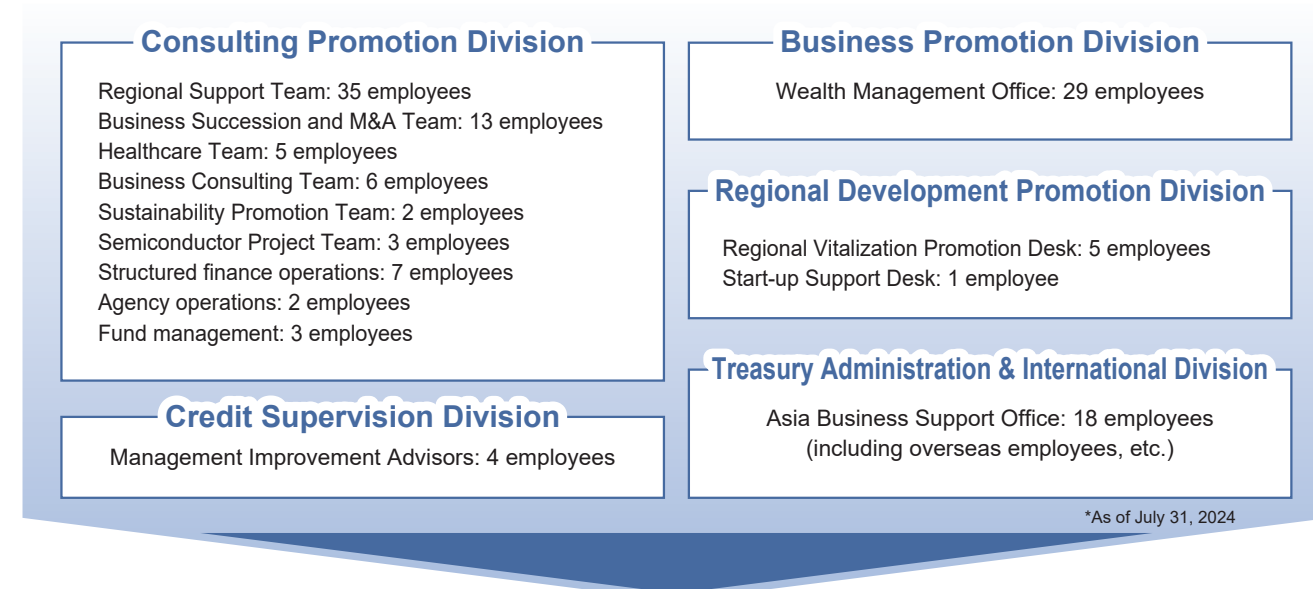 Consulting Promotion Division
Regional Support Team: 35 employees
Business Succession and M&A Team: 13 employees
Healthcare Team: 5 employees
Business Consulting Team: 6 employees
Sustainability Promotion Team: 2 employees
Semiconductor Project Team: 3 employees
Structured finance operations: 7 employees
Agency operations: 2 employees
Fund management: 3 employees
Credit Supervision Division
Management Improvement Advisors: 4 employees
Business Promotion Division
Wealth Management Office: 29 employees
Regional Development Promotion Division
Regional Vitalization Promotion Desk: 5 employees
Start-up Support Desk: 1 employee
Treasury Administration & International Division
Asia Business Support Office: 18 employees
(including overseas employees, etc.)
*As of July 31, 2024